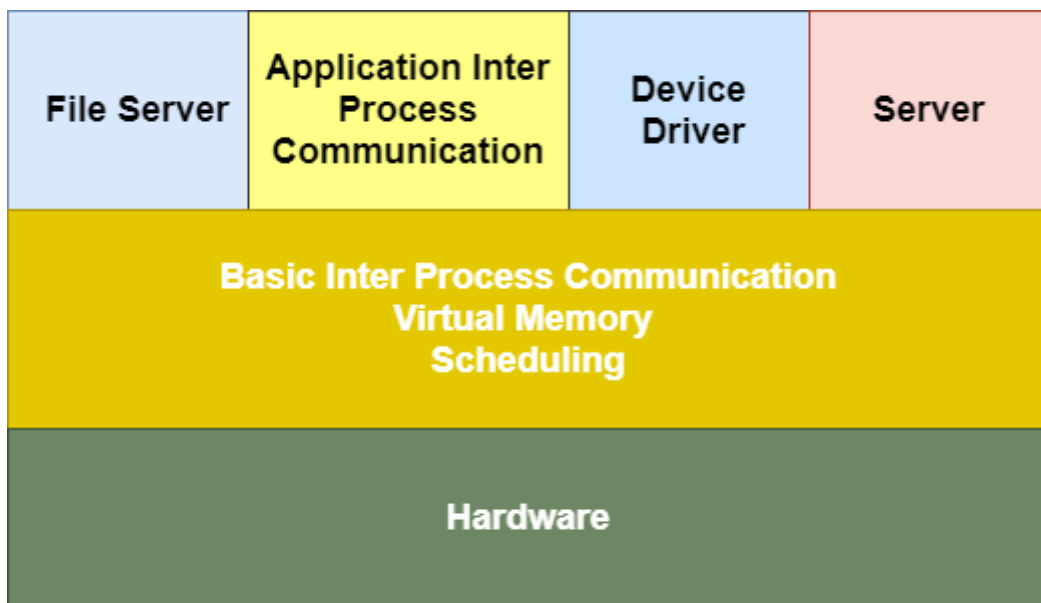 File Server
Application Inter
Process
Communication
Device
Driver
Server
Basic Inter Process Communication
Virtual Memory
Scheduling
Hardware